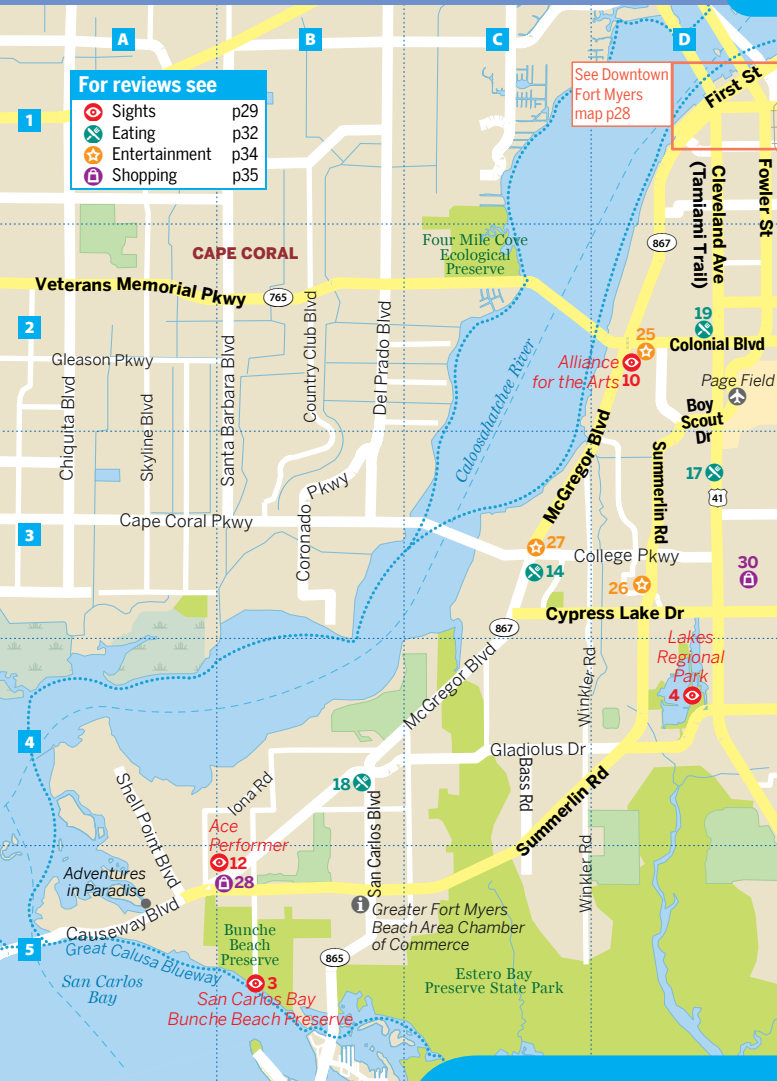 A
B
C
D
For reviews see
Sights p29
Eating p32
Entertainment p34
Shopping p35
See Downtown
Fort Myers
map p28
First St
1
Cleveland Ave
(Tamiami Trail)
Fowler St
867
CAPE CORAL
Four Mile Cove
Ecological
Preserve
Veterans Memorial Pkwy
765
2
19
25
Colonial Blvd
Alliance
for the Arts 10
Page Field
Gleason Pkwy
Chiquita Blvd
Skyline Blvd
Santa Barbara Blvd
Country Club Blvd
Del Prado Blvd
Caloosahatchee River
Boy
Scout
Dr
McGregor Blvd
Summerlin Rd
17
41
Coronado Pkwy
Cape Coral Pkwy
3
27
College Pkwy
14
26
30
Cypress Lake Dr
867
Lakes
Regional
Park
4
McGregor Blvd
Winkler Rd
4
Gladiolus Dr
Bass Rd
18
Iona Rd
Shell Point Blvd
San Carlos Blvd
Summerlin Rd
Winkler Rd
Ace
Performer
12
28
Adventures
in Paradise
Greater Fort Myers
Beach Area Chamber
of Commerce
Causeway Blvd
5
Great Calusa Blueway
Bunche
Beach
Preserve
865
San Carlos
Bay
3
San Carlos Bay
Bunche Beach Preserve
Estero Bay
Preserve State Park